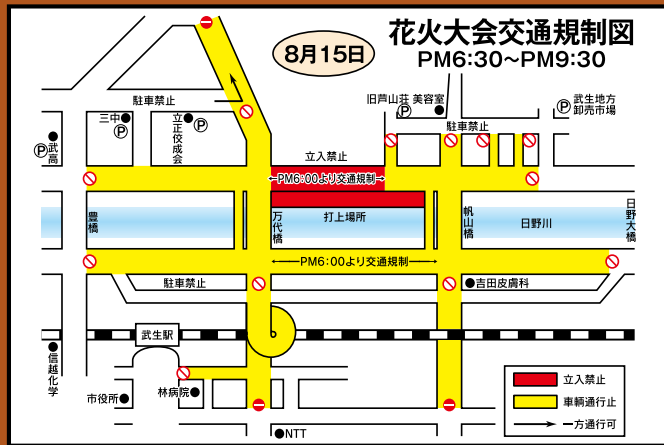 花火大会交通規制図
8月15日
PM6:30〜PM9:30
駐車禁止
旧芦山荘 美容室
Ⓟ
Ⓟ武生地方
卸売市場
三中
Ⓟ
立正佼成会
Ⓟ
駐車禁止
武高
Ⓟ
立入禁止
PM6:00より交通規制
豊橋
万代橋
打上場所
帆山橋
日野川
日野大橋
PM6:00より交通規制
駐車禁止
吉田皮膚科
武生駅
信越化学
市役所
林病院
NTT
立入禁止
車輌通行止
一方通行可